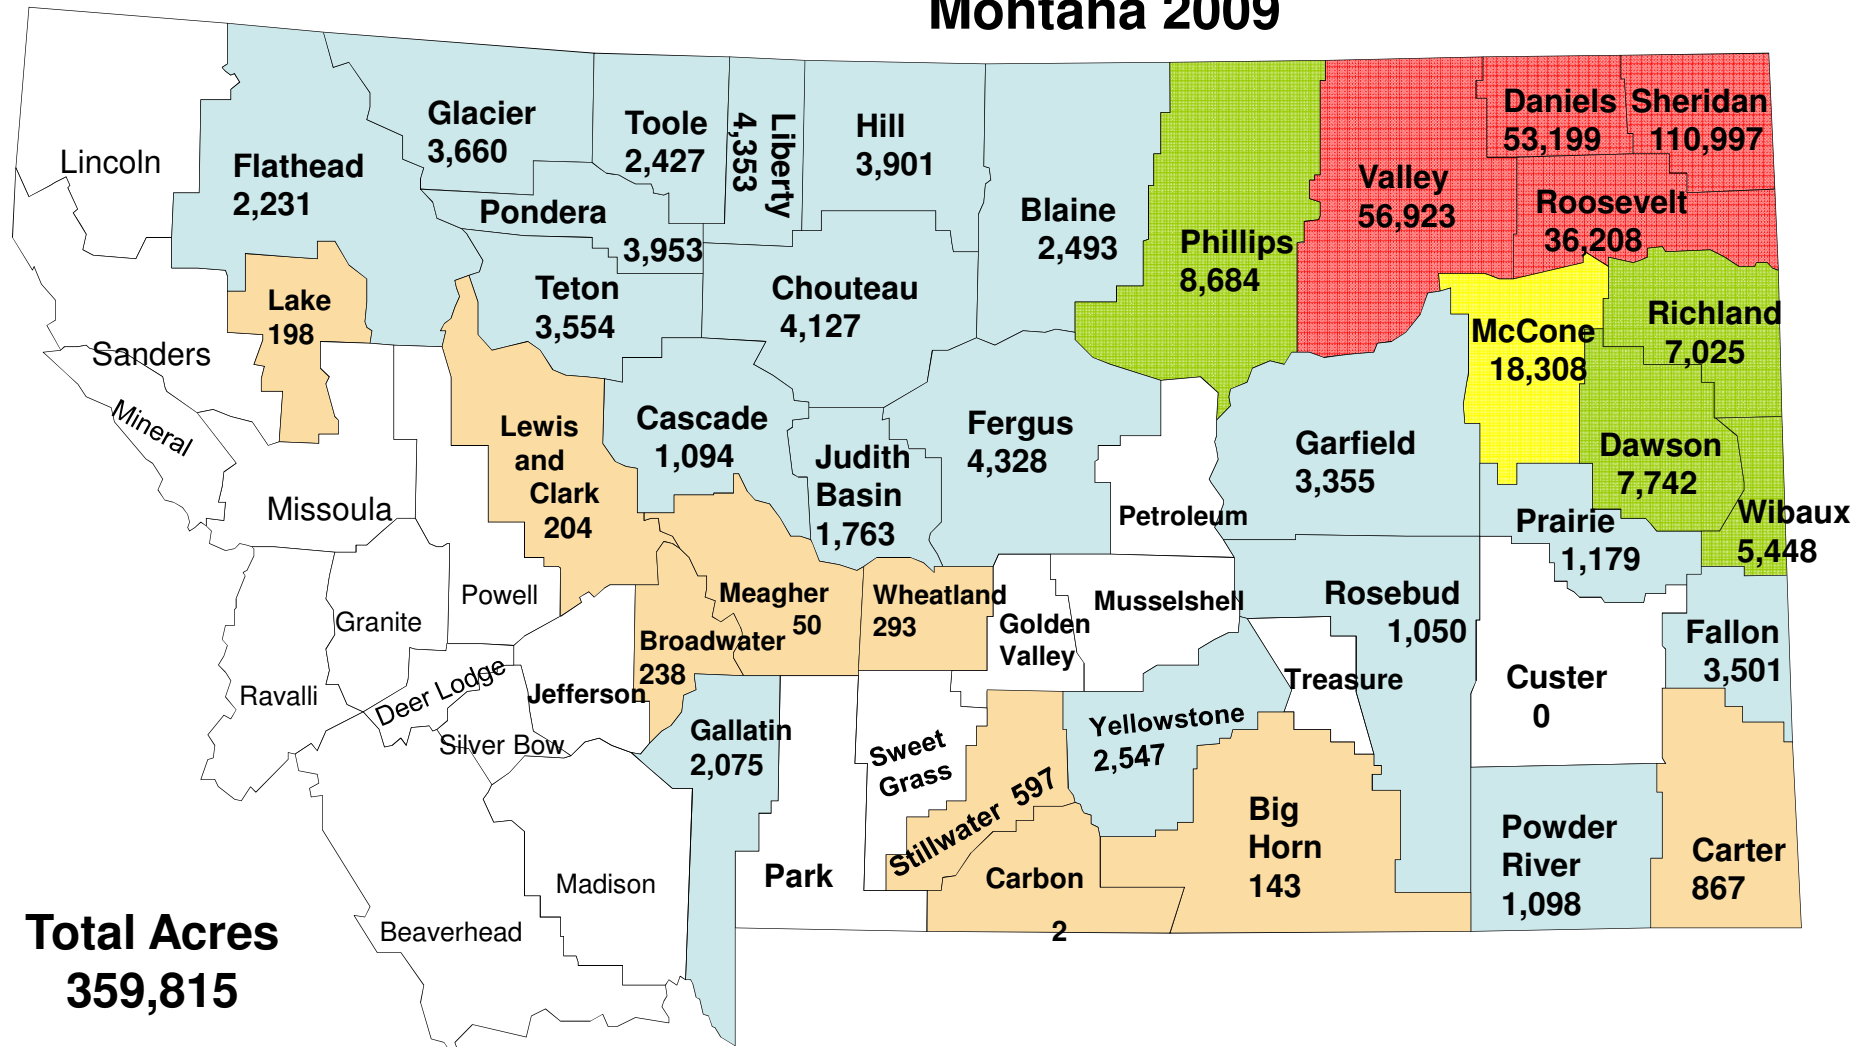 Montana 2009
Lincoln
Flathead
2,231
Glacier
3,660
Toole
2,427
Liberty
4,353
Hill
3,901
Blaine
2,493
Phillips
8,684
Valley
56,923
Daniels
53,199
Sheridan
110,997
Roosevelt
36,208
Pondera
3,953
Teton
3,554
Chouteau
4,127
Lake
198
Sanders
Mineral
Missoula
Lewis
and
Clark
204
Cascade
1,094
Judith
Basin
1,763
Fergus
4,328
Petroleum
Garfield
3,355
McCone
18,308
Richland
7,025
Dawson
7,742
Wibaux
5,448
Prairie
1,179
Powell
Granite
Ravalli
Deer Lodge
Silver Bow
Jefferson
Broadwater
238
Meagher
50
Wheatland
293
Golden
Valley
Musselshell
Rosebud
1,050
Treasure
Custer
0
Fallon
3,501
Gallatin
2,075
Sweet
Grass
Stillwater 597
Yellowstone
2,547
Big
Horn
143
Powder
River
1,098
Carter
867
Park
Carbon
2
Madison
Beaverhead
Total Acres
359,815